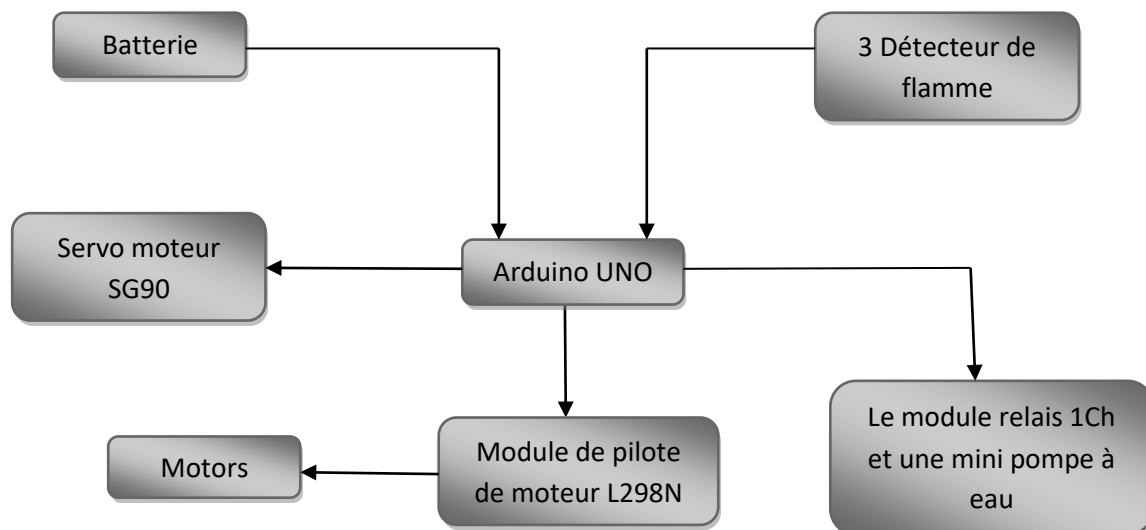 Batterie
3 Détecteur de
flamme
Servo moteur
SG90
Arduino UNO
Motors
Module de pilote
de moteur L298N
Le module relais 1Ch
et une mini pompe à
eau